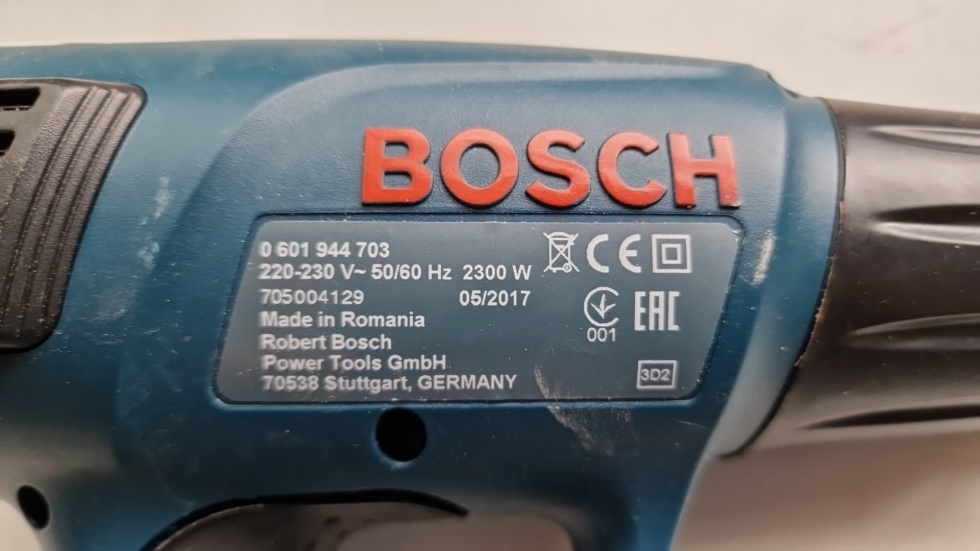 BOSCH
0 601 944 703
220-230 V~ 50/60 Hz 2300 W
705004129 05/2017
Made in Romania
Robert Bosch
Power Tools GmbH
70538 Stuttgart, GERMANY
CE
001
EAC
3D2